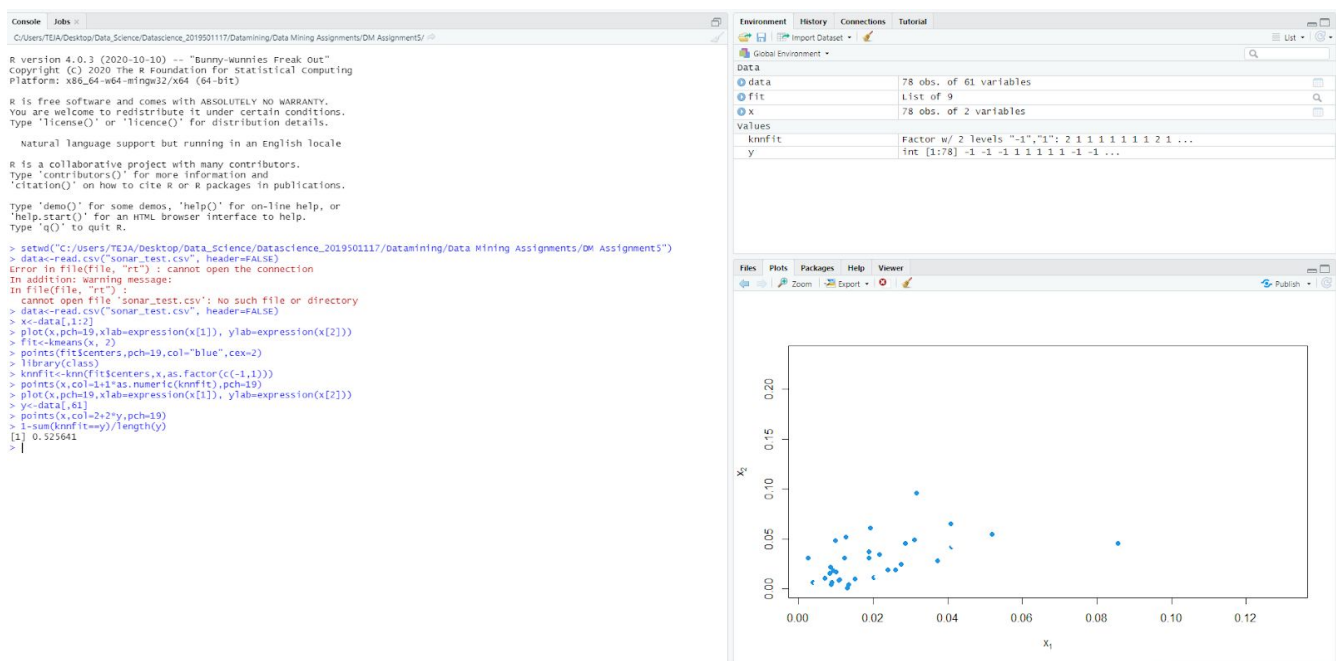 Console Jobs
C:/Users/TEJA/Desktop/Data_Science/Datascience_2019501117/Datamining/Data Mining Assignments/DM Assignment5/
R version 4.0.3 (2020-10-10) -- "Bunny-Wunnies Freak Out"
Copyright (C) 2020 The R Foundation for Statistical Computing
Platform: x86_64-w64-mingw32/x64 (64-bit)
R is free software and comes with ABSOLUTELY NO WARRANTY.
You are welcome to redistribute it under certain conditions.
Type 'license()' or 'licence()' for distribution details.
Natural language support but running in an English locale
R is a collaborative project with many contributors.
Type 'contributors()' for more information and
'citation()' on how to cite R or R packages in publications.
Type 'demo()' for some demos, 'help()' for on-line help, or
'help.start()' for an HTML browser interface to help.
Type 'q()' to quit R.
> setwd("C:/Users/TEJA/Desktop/Data_Science/Datascience_2019501117/Datamining/Data Mining Assignments/DM Assignment5")
> data<-read.csv("sonar_test.csv", header=FALSE)
Error in file(file, "rt") : cannot open the connection
In addition: Warning message:
In file(file, "rt") :
cannot open file 'sonar_test.csv': No such file or directory
> data<-read.csv("sonar_test.csv", header=FALSE)
> x<-data[,1:2]
> plot(x,pch=19,xlab=expression(x[1]), ylab=expression(x[2]))
> fit<-kmeans(x, 2)
> points(fit$centers,pch=19,col="blue",cex=2)
> library(class)
> knnfit<-knn(fit$centers,x,as.factor(c(-1,1)))
> points(x,col=1+1*as.numeric(knnfit),pch=19)
> plot(x,pch=19,xlab=expression(x[1]), ylab=expression(x[2]))
> y<-data[,61]
> points(x,col=2+2*y,pch=19)
> 1-sum(knnfit==y)/length(y)
[1] 0.525641
>
Environment History Connections Tutorial
Import Dataset List
Global Environment
Data
data 78 obs. of 61 variables
fit List of 9
x 78 obs. of 2 variables
Values
knnfit Factor w/ 2 levels "-1","1": 2 1 1 1 1 1 1 1 2 1 ...
y int [1:78] -1 -1 -1 1 1 1 1 1 -1 -1 ...
Files Plots Packages Help Viewer
Zoom Export Publish
0.20
0.15
0.10
0.05
0.00
x₂
0.00 0.02 0.04 0.06 0.08 0.10 0.12
x₁